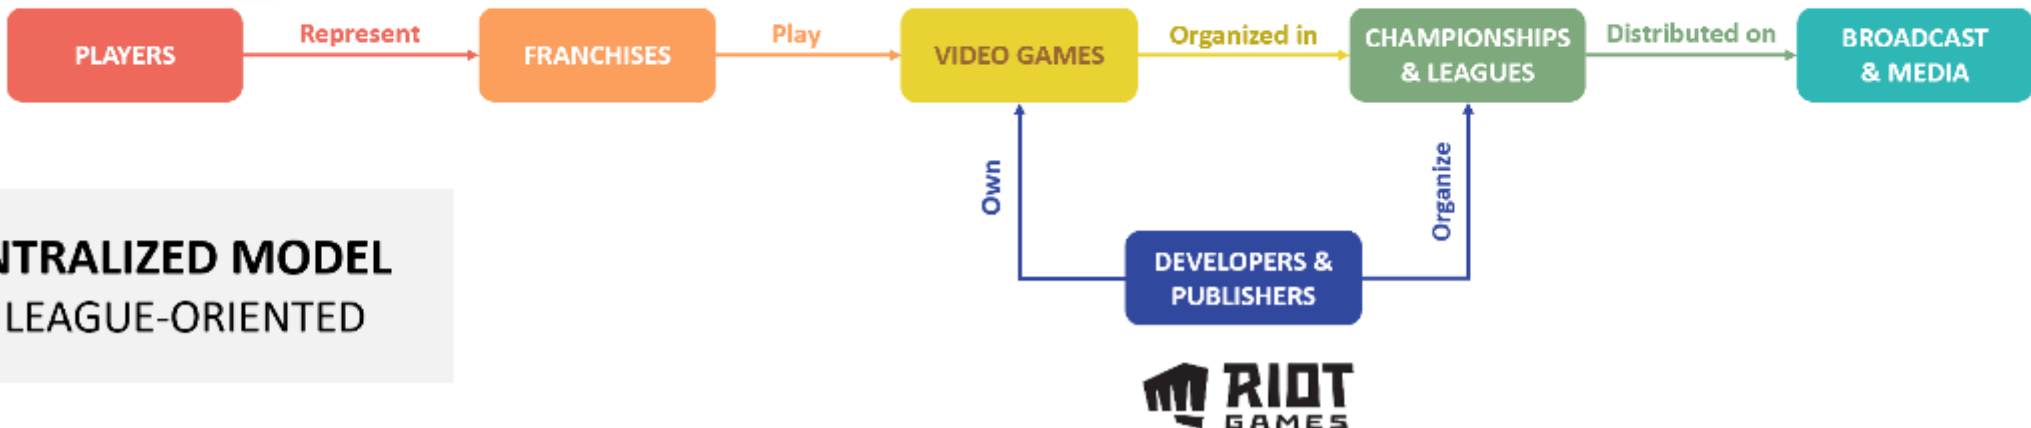 PLAYERS
Represent
FRANCHISES
Play
VIDEO GAMES
Organized in
CHAMPIONSHIPS
& LEAGUES
Distributed on
BROADCAST
& MEDIA
Own
Organize
DEVELOPERS &
PUBLISHERS
NTRALIZED MODEL
LEAGUE-ORIENTED
RIOT
GAMES